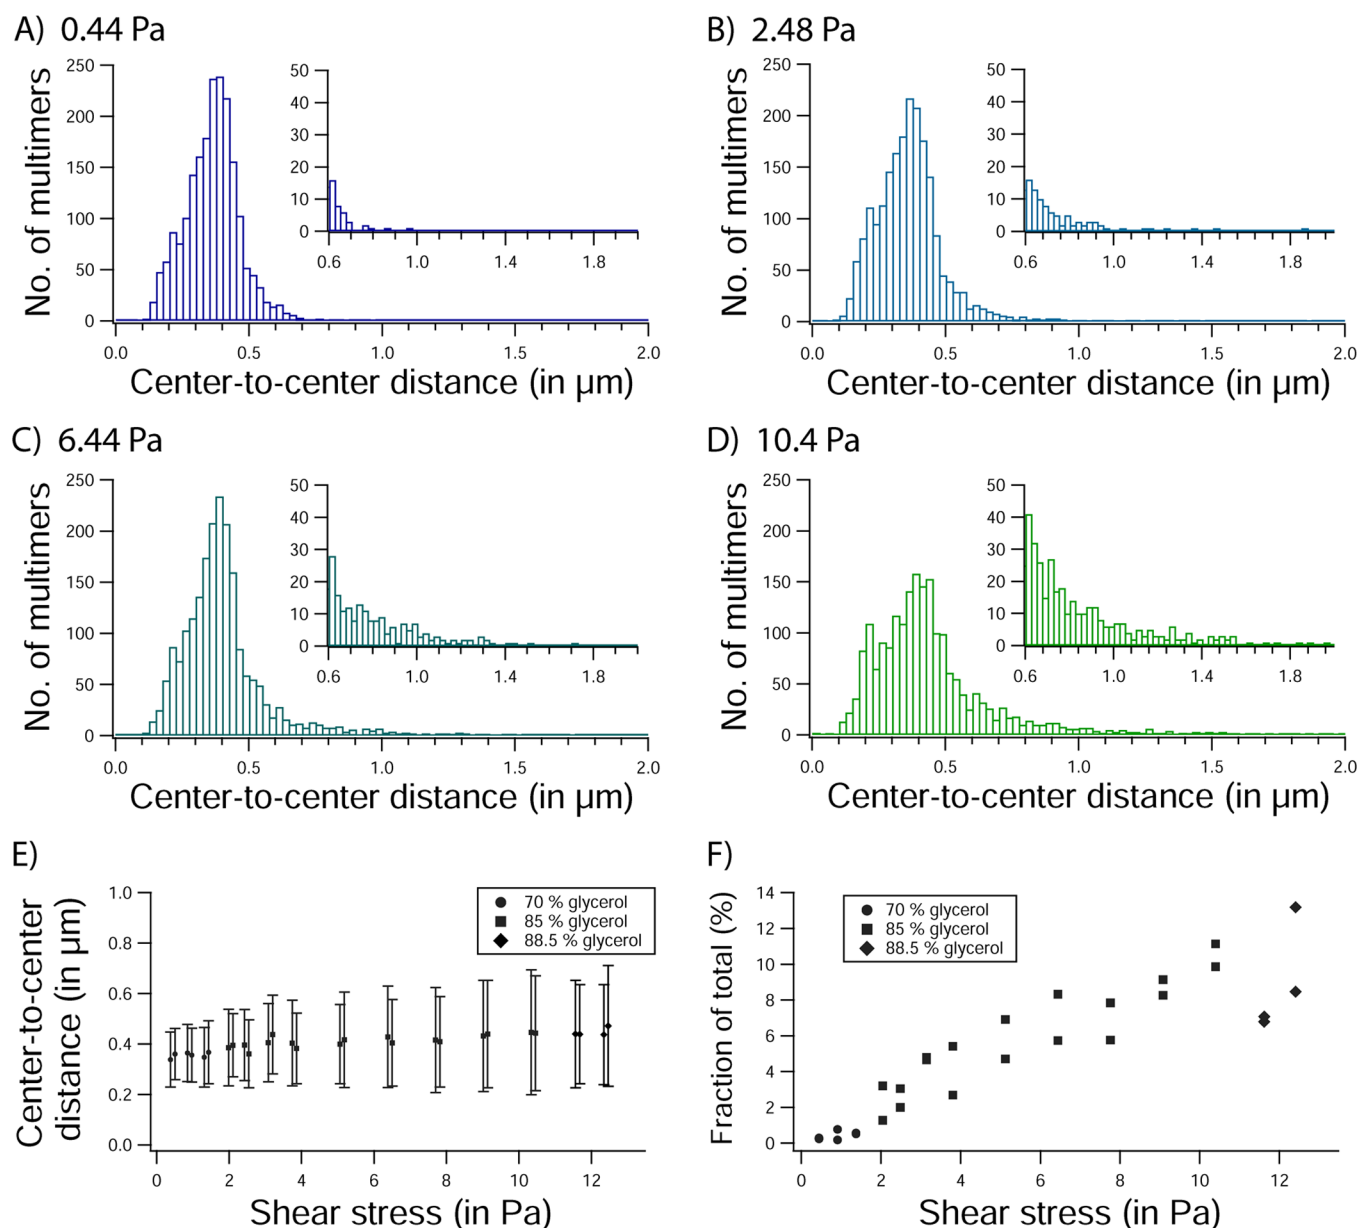 A) 0.44 Pa
No. of multimers
250
200
150
100
50
0
0.0 0.5 1.0 1.5 2.0
Center-to-center distance (in µm)
50
40
30
20
10
0
0.6 1.0 1.4 1.8
B) 2.48 Pa
No. of multimers
250
200
150
100
50
0
0.0 0.5 1.0 1.5 2.0
Center-to-center distance (in µm)
50
40
30
20
10
0
0.6 1.0 1.4 1.8
C) 6.44 Pa
No. of multimers
250
200
150
100
50
0
0.0 0.5 1.0 1.5 2.0
Center-to-center distance (in µm)
50
40
30
20
10
0
0.6 1.0 1.4 1.8
D) 10.4 Pa
No. of multimers
250
200
150
100
50
0
0.0 0.5 1.0 1.5 2.0
Center-to-center distance (in µm)
50
40
30
20
10
0
0.6 1.0 1.4 1.8
E)
Center-to-center
distance (in µm)
1.0
0.8
0.6
0.4
0.2
0.0
70 % glycerol
85 % glycerol
88.5 % glycerol
0 2 4 6 8 10 12
Shear stress (in Pa)
F)
Fraction of total (%)
14
12
10
8
6
4
2
0
70 % glycerol
85 % glycerol
88.5 % glycerol
0 2 4 6 8 10 12
Shear stress (in Pa)